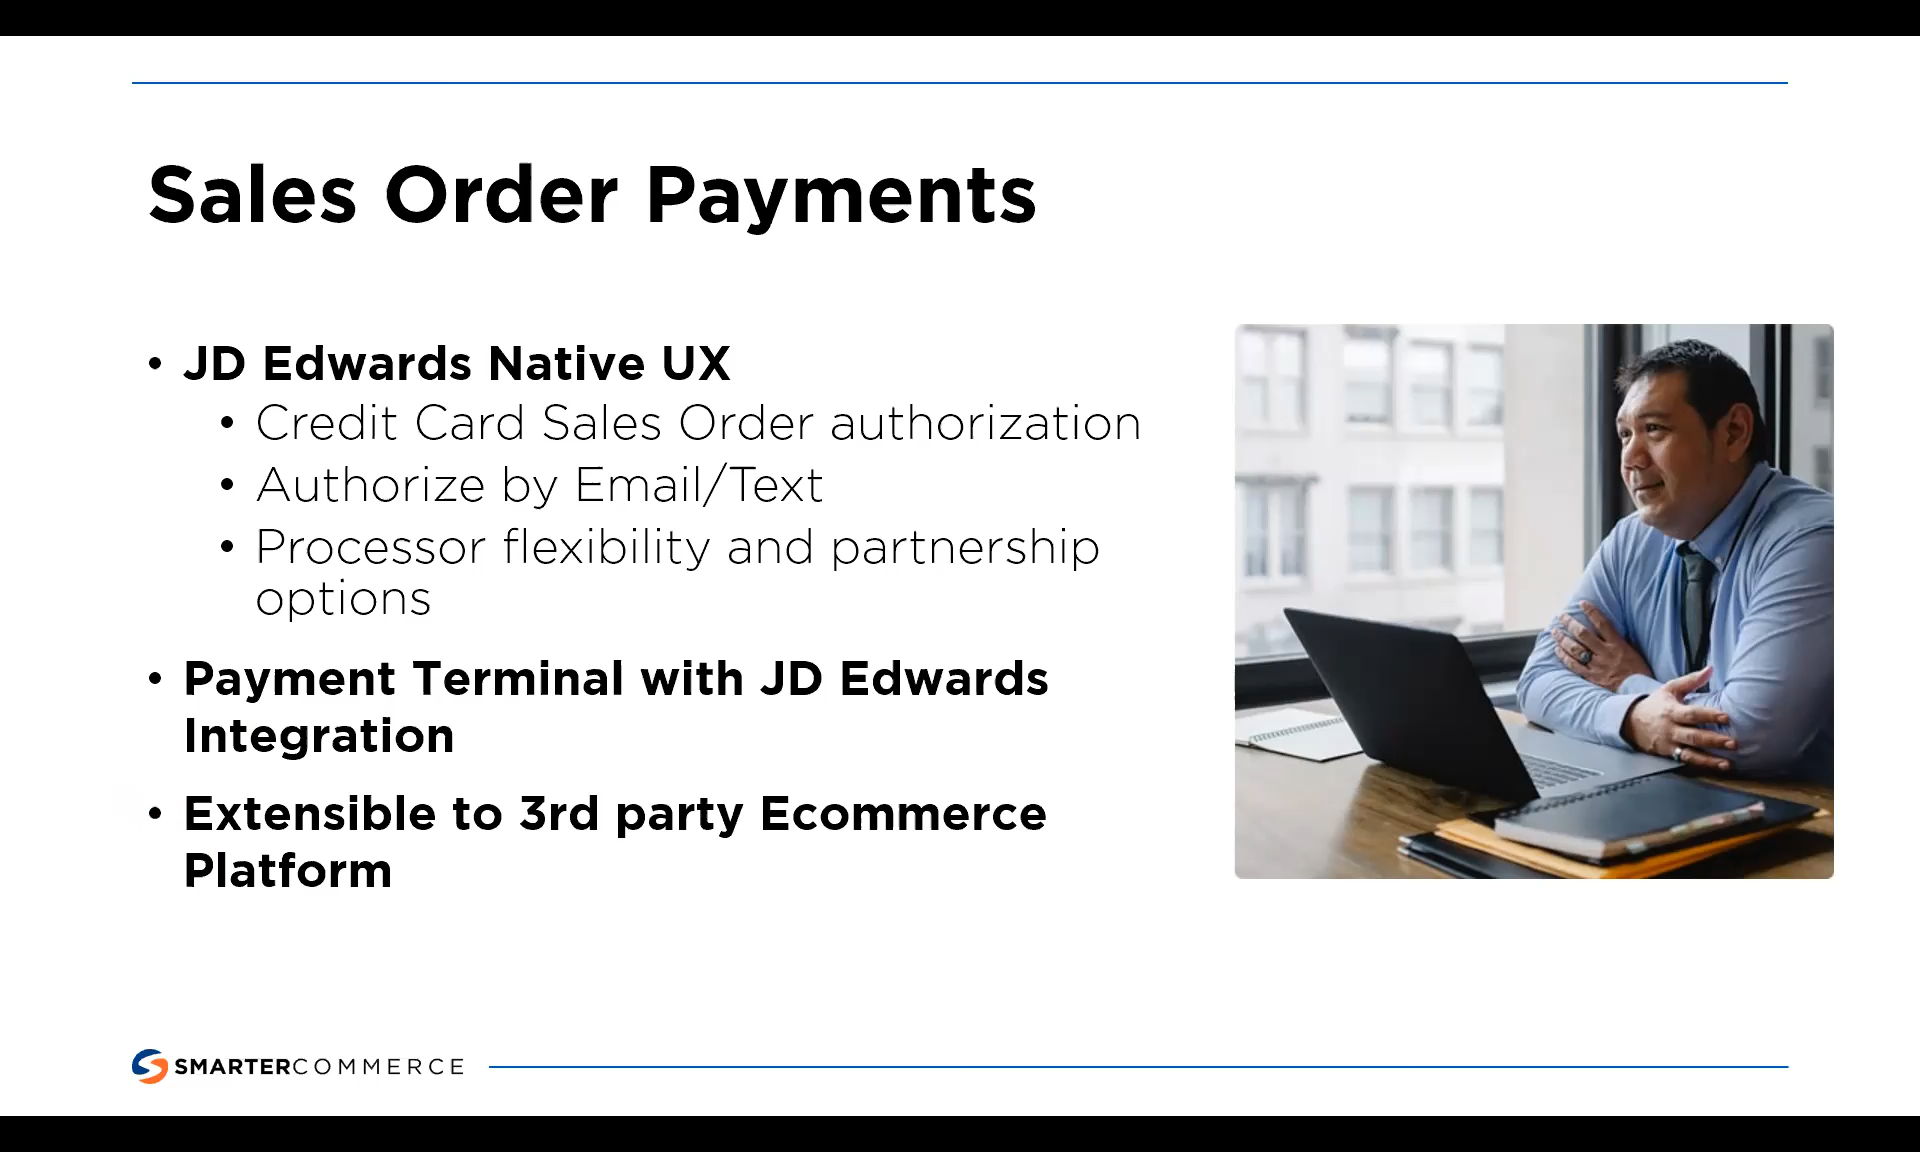 Sales Order Payments
• JD Edwards Native UX
• Credit Card Sales Order authorization
• Authorize by Email/Text
• Processor flexibility and partnership
options
• Payment Terminal with JD Edwards
Integration
• Extensible to 3rd party Ecommerce
Platform
SMARTERCOMMERCE